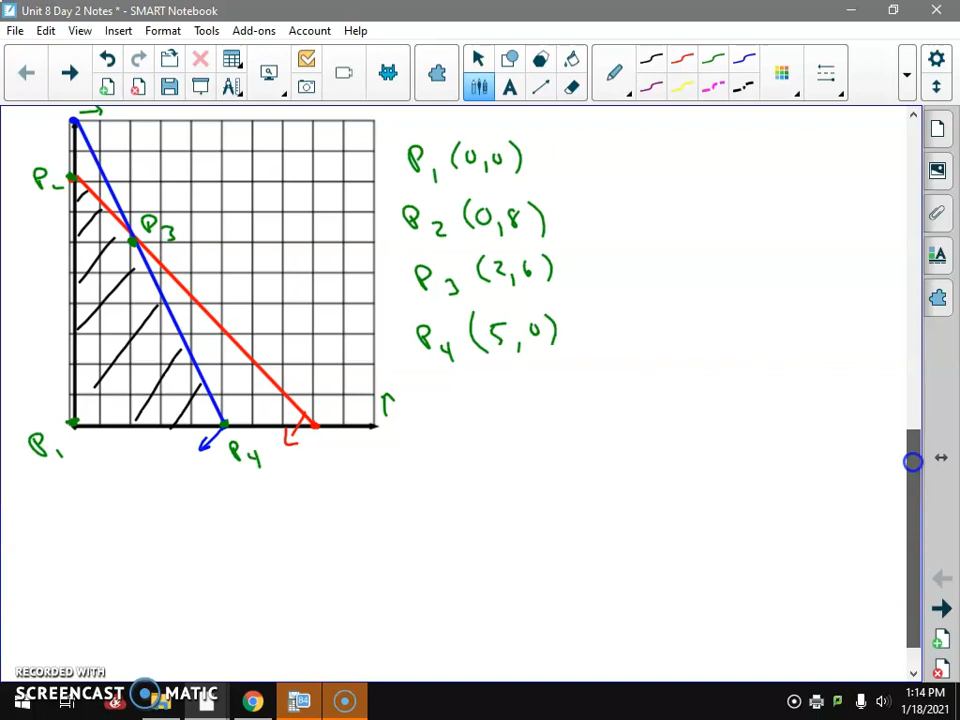 Unit 8 Day 2 Notes * - SMART Notebook
File Edit View Insert Format Tools Add-ons Account Help
P2
P3
P1
P4
P1 (0,0)
P2 (0,8)
P3 (2,6)
P4 (5,0)
RECORDED WITH
SCREENCAST MATIC
84
1:14 PM
1/18/2021